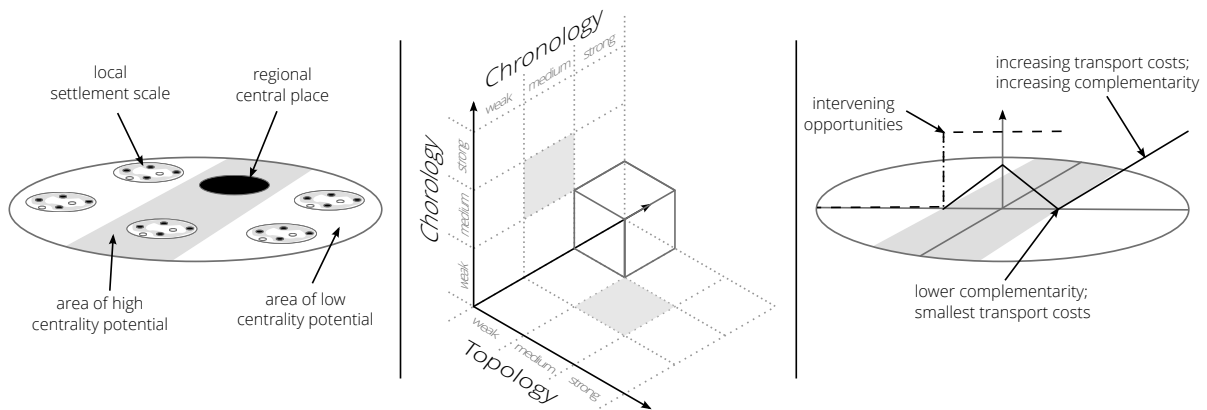 local
settlement scale
regional
central place
area of high
centrality potential
area of low
centrality potential
Chronology
weak
medium
strong
Chorology
strong
medium
weak
weak
medium
strong
Topology
increasing transport costs;
increasing complementarity
intervening
opportunities
lower complementarity;
smallest transport costs